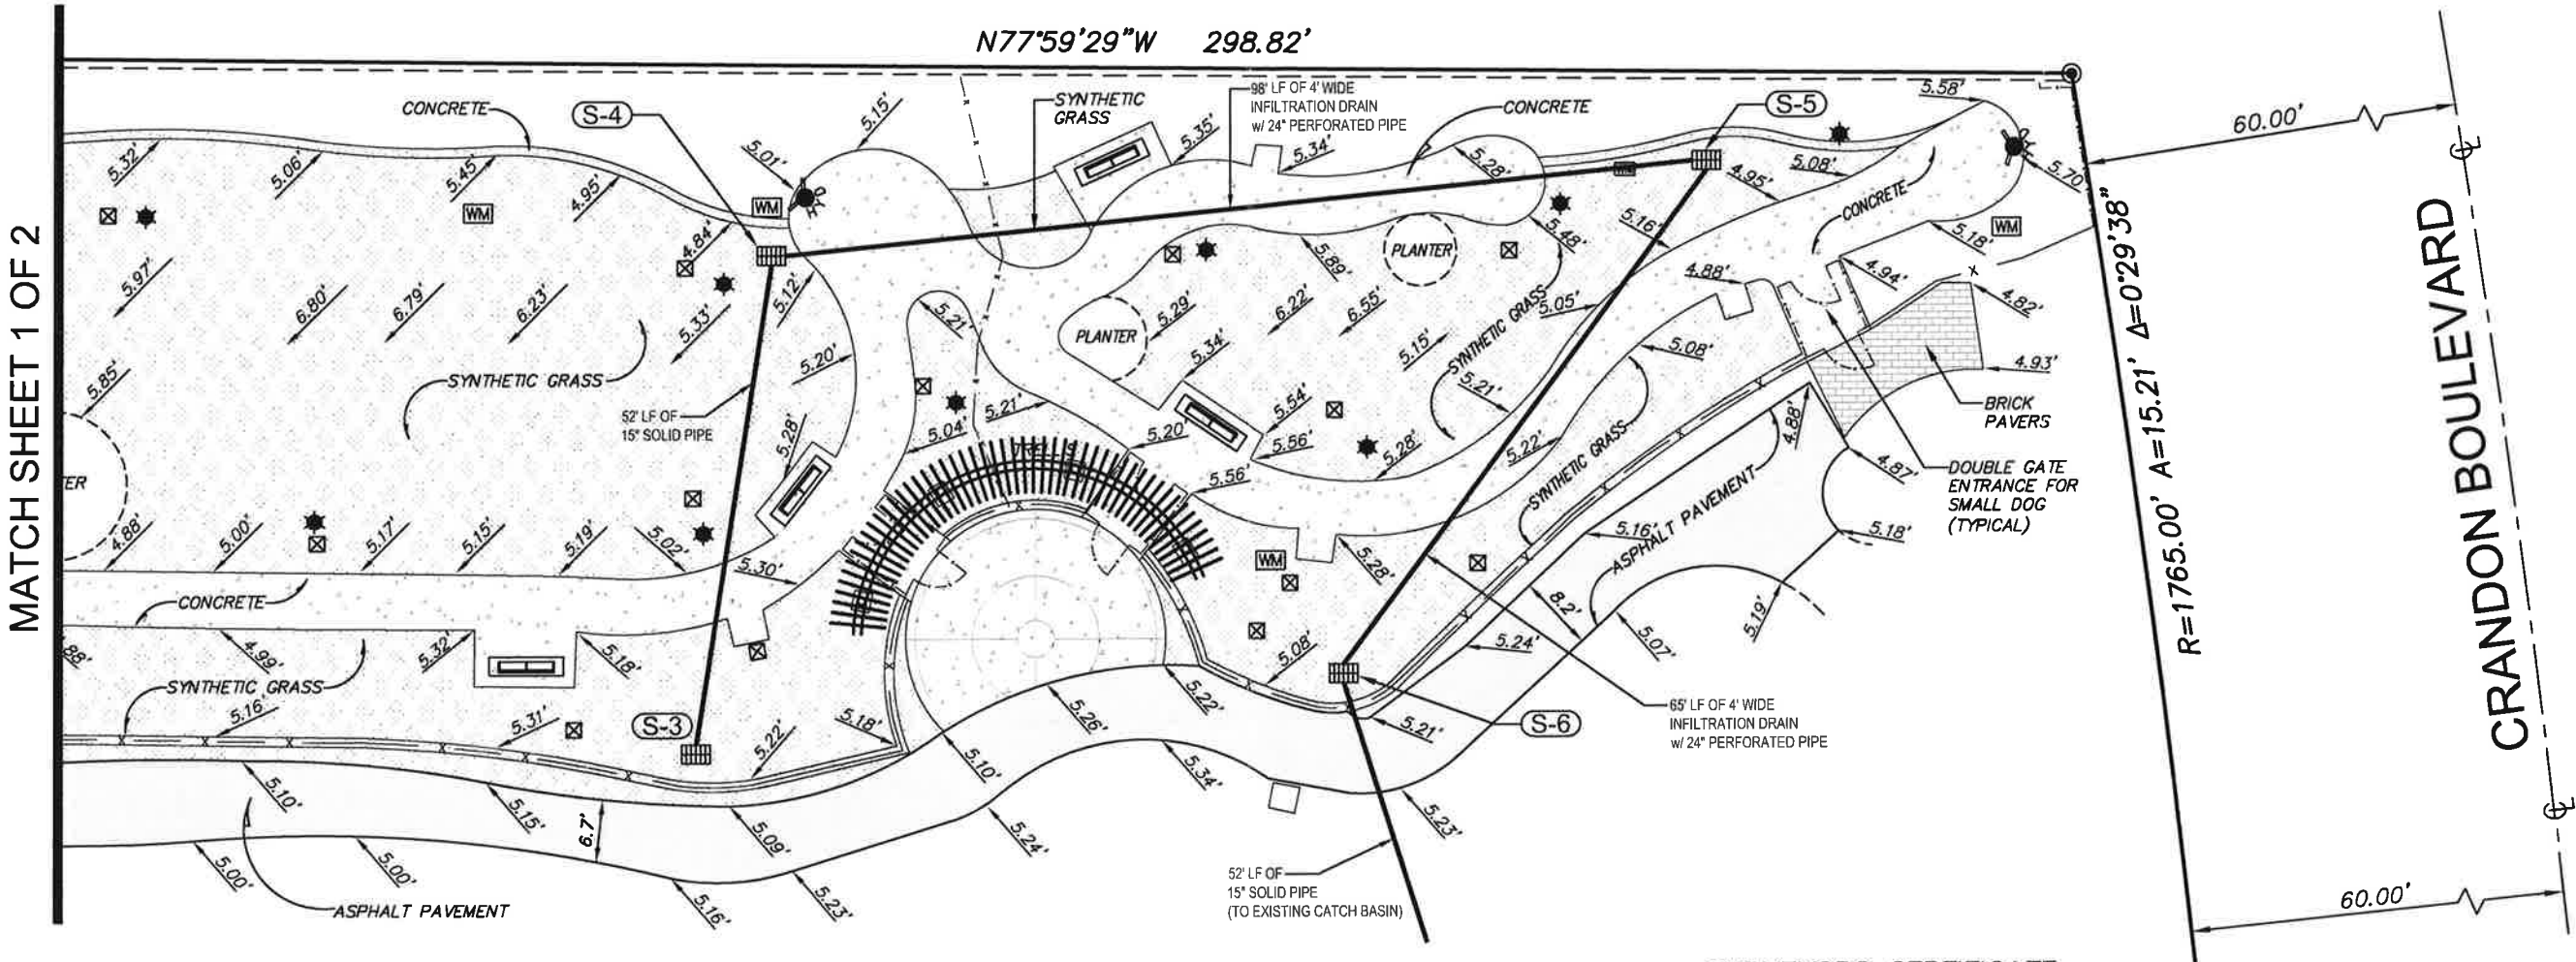 N77°59'29"W 298.82'
MATCH SHEET 1 OF 2
CONCRETE
S-4
5.15'
SYNTHETIC
GRASS
98' LF OF 4' WIDE
INFILTRATION DRAIN
w/ 24" PERFORATED PIPE
CONCRETE
S-5
5.58'
60.00'
5.32'
5.06'
5.45'
4.95'
5.01'
HYD
WM
WM
5.35'
5.34'
5.28'
4.95'
5.08'
HYD
5.70
CONCRETE
4.84'
5.12'
5.48'
5.16'
5.18'
WM
PLANTER
5.89'
5.97'
6.80'
6.79'
6.23'
5.33'
5.21'
PLANTER
5.29'
6.22'
6.55'
5.15'
SYNTHETIC GRASS
5.05'
4.88'
4.94'
4.82'
5.20'
5.34'
5.08'
4.93'
5.85'
SYNTHETIC GRASS
52' LF OF
15" SOLID PIPE
5.28'
5.04'
5.21'
5.20'
5.54'
5.56'
5.28'
5.21'
5.22'
SYNTHETIC GRASS
4.88'
BRICK
PAVERS
4.87'
DOUBLE GATE
ENTRANCE FOR
SMALL DOG
(TYPICAL)
TER
5.56'
ASPHALT PAVEMENT
5.16'
5.18'
4.88'
5.00'
5.17'
5.15'
5.19'
5.02'
5.30'
WM
5.28'
CONCRETE
8.2'
5.19'
5.07'
5.24'
.88'
4.99'
5.32'
5.18'
SYNTHETIC GRASS
5.16'
5.31'
S-3
5.22'
5.18'
5.26'
5.22'
5.08'
5.21'
S-6
65' LF OF 4' WIDE
INFILTRATION DRAIN
w/ 24" PERFORATED PIPE
5.10'
5.15'
6.7'
5.09'
5.10'
5.24'
5.34'
5.23'
5.00'
5.00'
ASPHALT PAVEMENT
5.16'
5.23'
52' LF OF
15" SOLID PIPE
(TO EXISTING CATCH BASIN)
R=1765.00' A=15.21' Δ=0°29'38"
CRANDON BOULEVARD
60.00'